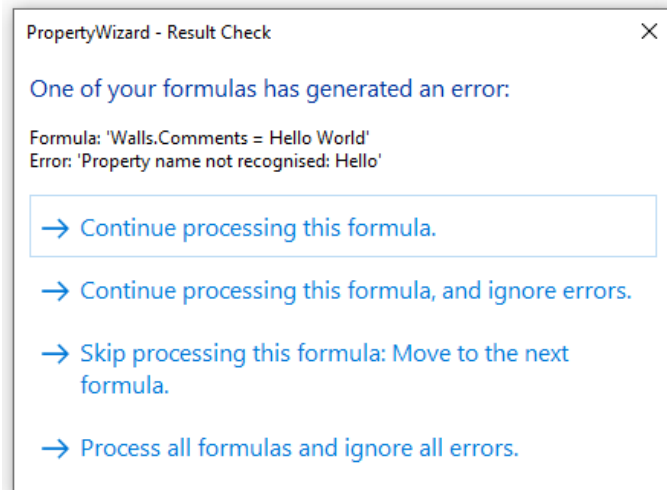 PropertyWizard - Result Check
One of your formulas has generated an error:
Formula: 'Walls.Comments = Hello World'
Error: 'Property name not recognised: Hello'
→ Continue processing this formula.
→ Continue processing this formula, and ignore errors.
→ Skip processing this formula: Move to the next
formula.
→ Process all formulas and ignore all errors.